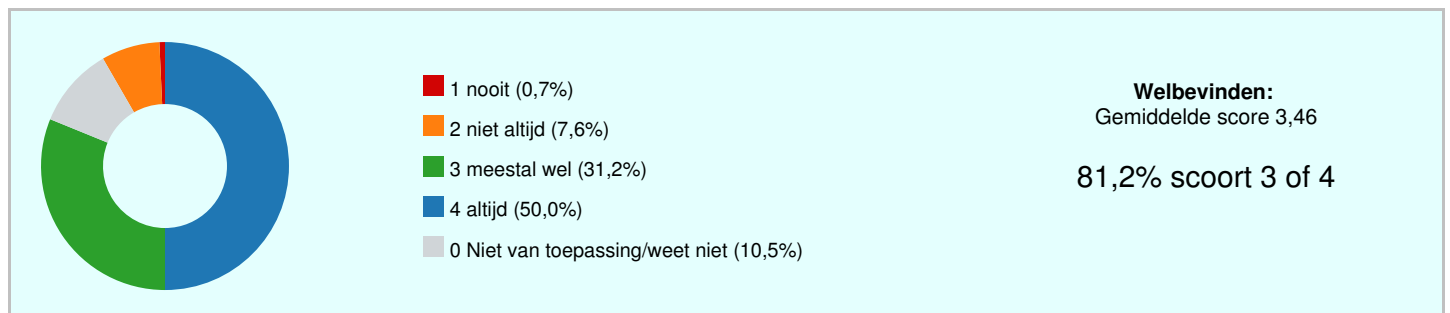 1 nooit (0,7%)
2 niet altijd (7,6%)
3 meestal wel (31,2%)
4 altijd (50,0%)
0 Niet van toepassing/weet niet (10,5%)
Welbevinden:
Gemiddelde score 3,46
81,2% scoort 3 of 4